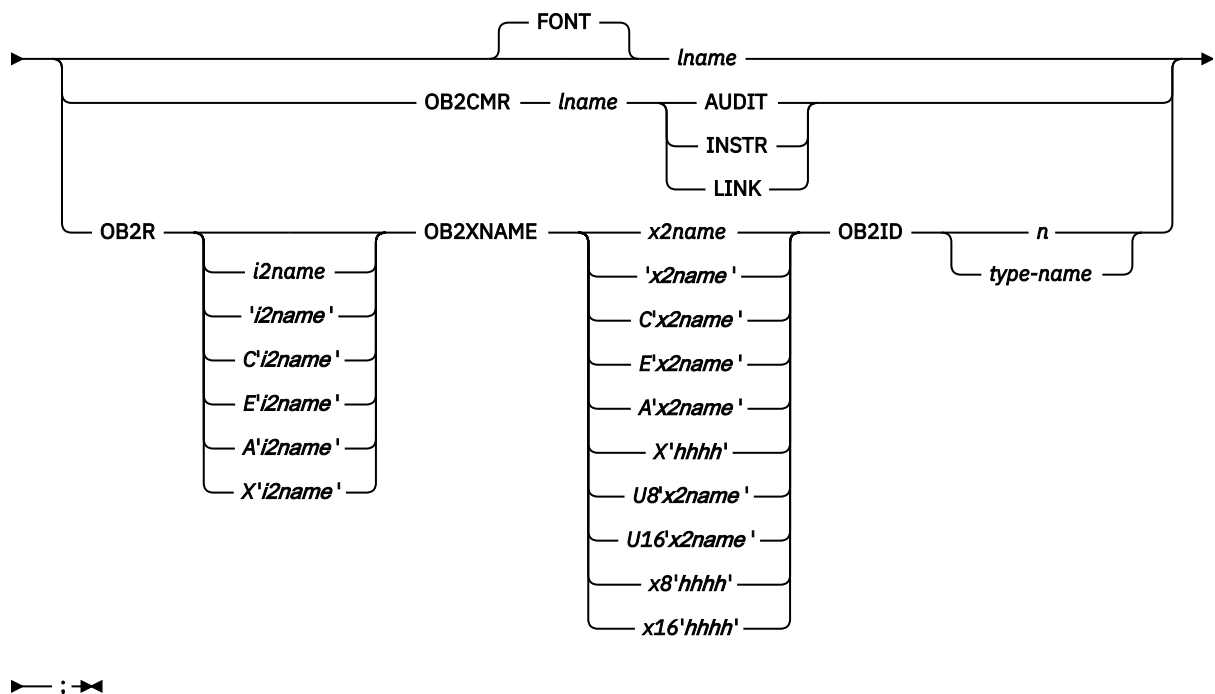 FONT
lname
OB2CMR lname AUDIT
INSTR
LINK
OB2R OB2XNAME x2name OB2ID n
i2name 'x2name' type-name
'i2name' C'x2name'
C'i2name' E'x2name'
E'i2name' A'x2name'
A'i2name' X'hhhh'
X'i2name' U8'x2name'
U16'x2name'
x8'hhhh'
x16'hhhh'
;